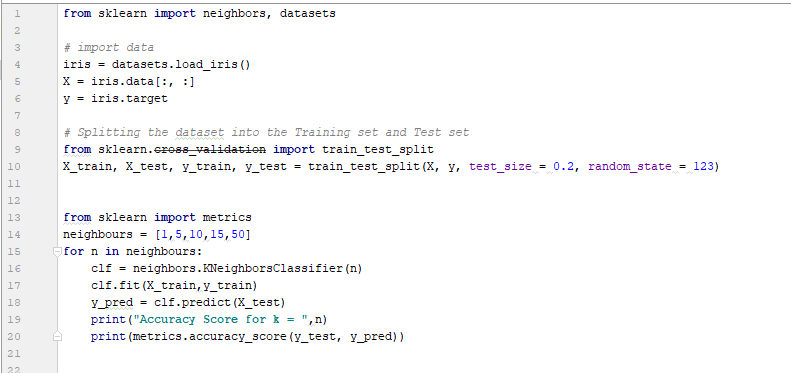 1 from sklearn import neighbors, datasets
2
3 # import data
4 iris = datasets.load_iris()
5 X = iris.data[:, :]
6 y = iris.target
7
8 # Splitting the dataset into the Training set and Test set
9 from sklearn.cross_validation import train_test_split
10 X_train, X_test, y_train, y_test = train_test_split(X, y, test_size = 0.2, random_state = 123)
11
12
13 from sklearn import metrics
14 neighbours = [1,5,10,15,50]
15 for n in neighbours:
16     clf = neighbors.KNeighborsClassifier(n)
17     clf.fit(X_train,y_train)
18     y_pred = clf.predict(X_test)
19     print("Accuracy Score for k = ",n)
20     print(metrics.accuracy_score(y_test, y_pred))
21
22